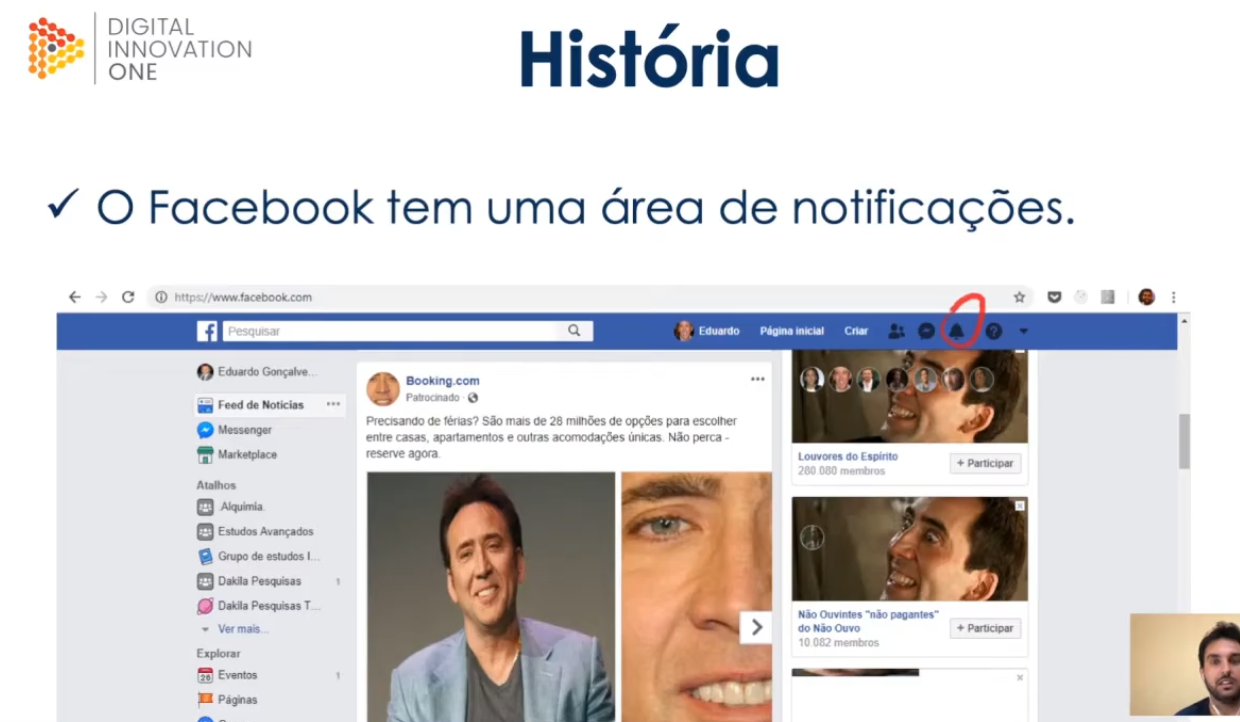 DIGITAL
INNOVATION
ONE
História
✓ O Facebook tem uma área de notificações.
https://www.facebook.com
f
Pesquisar
Eduardo
Página inicial
Criar
Eduardo Gonçalve...
Feed de Notícias
Messenger
Marketplace
Atalhos
.Alquimia.
Estudos Avançados
Grupo de estudos I...
Dakila Pesquisas 1
Dakila Pesquisas T...
Ver mais...
Explorar
Eventos 1
Páginas
Booking.com
Patrocinado ·
Precisando de férias? São mais de 28 milhões de opções para escolher
entre casas, apartamentos e outras acomodações únicas. Não perca -
reserve agora.
Louvores do Espírito
280.080 membros
+ Participar
Não Ouvintes "não pagantes"
do Não Ouvo
10.082 membros
+ Participar